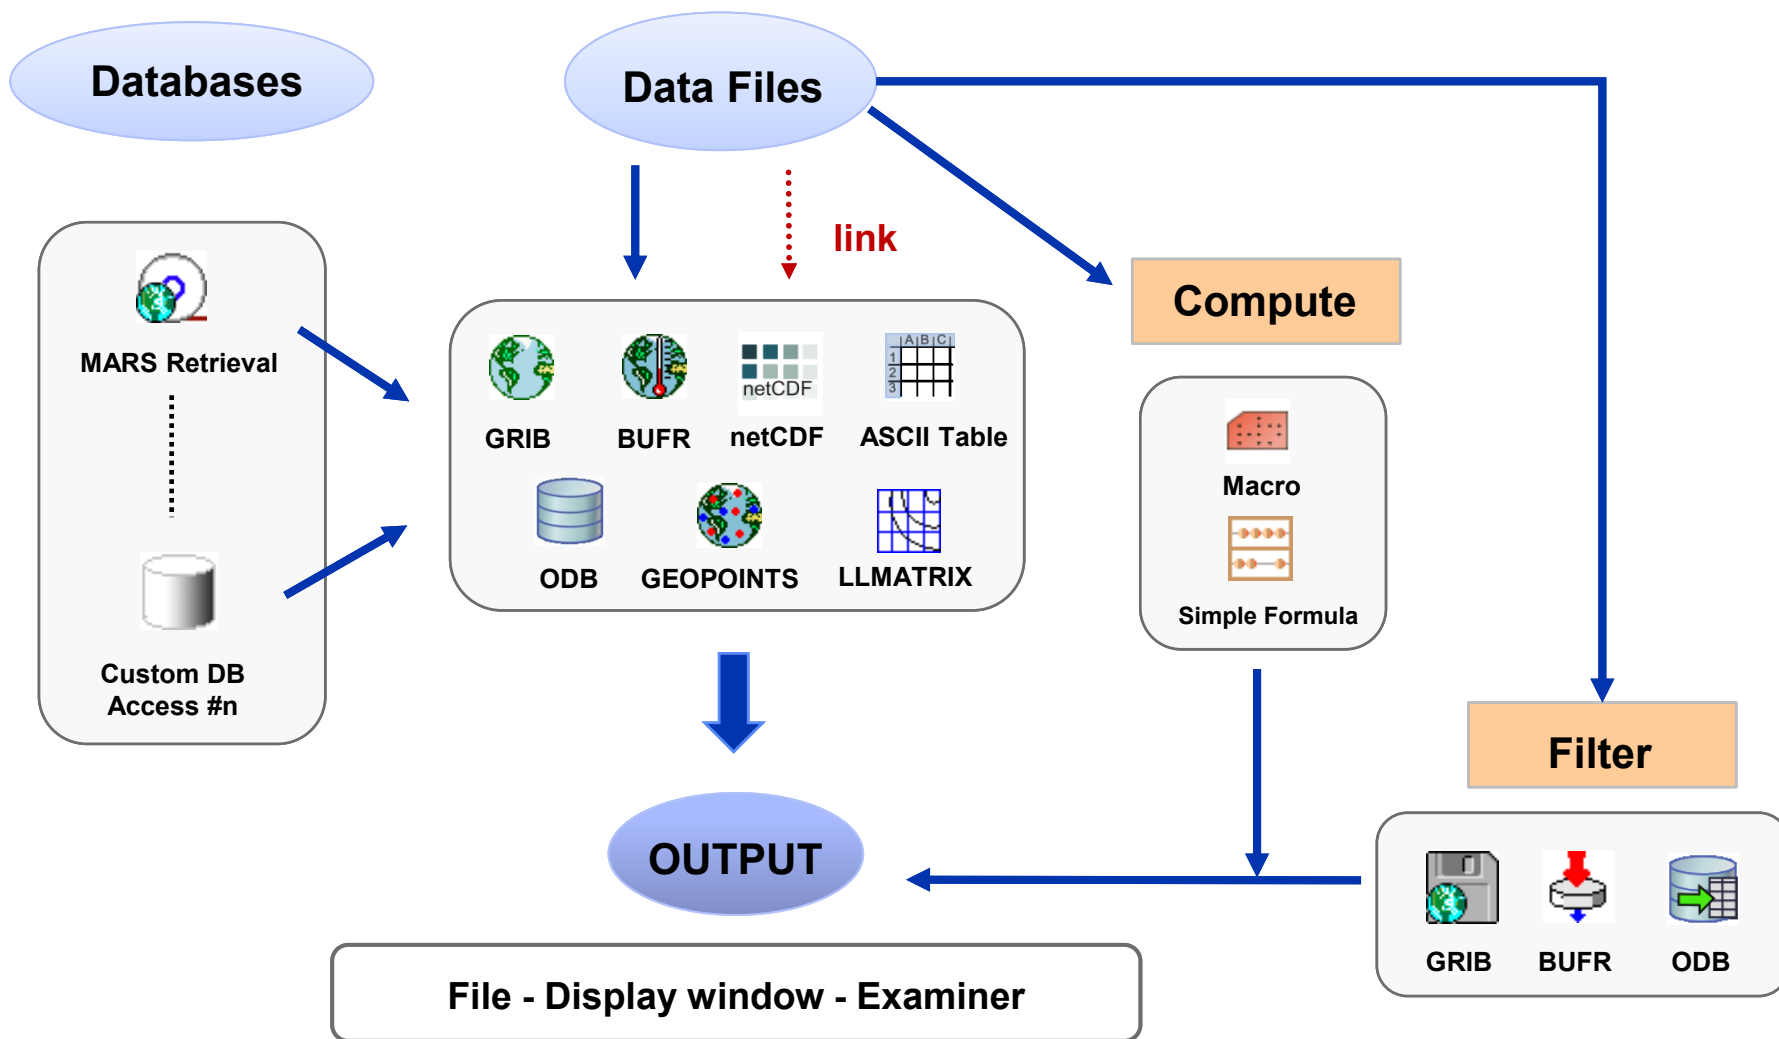 Databases
Data Files
link
MARS Retrieval
Custom DB
Access #n
A B C
1
2
3
netCDF
GRIB
BUFR
netCDF
ASCII Table
ODB
GEOPOINTS
LLMATRIX
Compute
Macro
Simple Formula
Filter
GRIB
BUFR
ODB
OUTPUT
File - Display window - Examiner